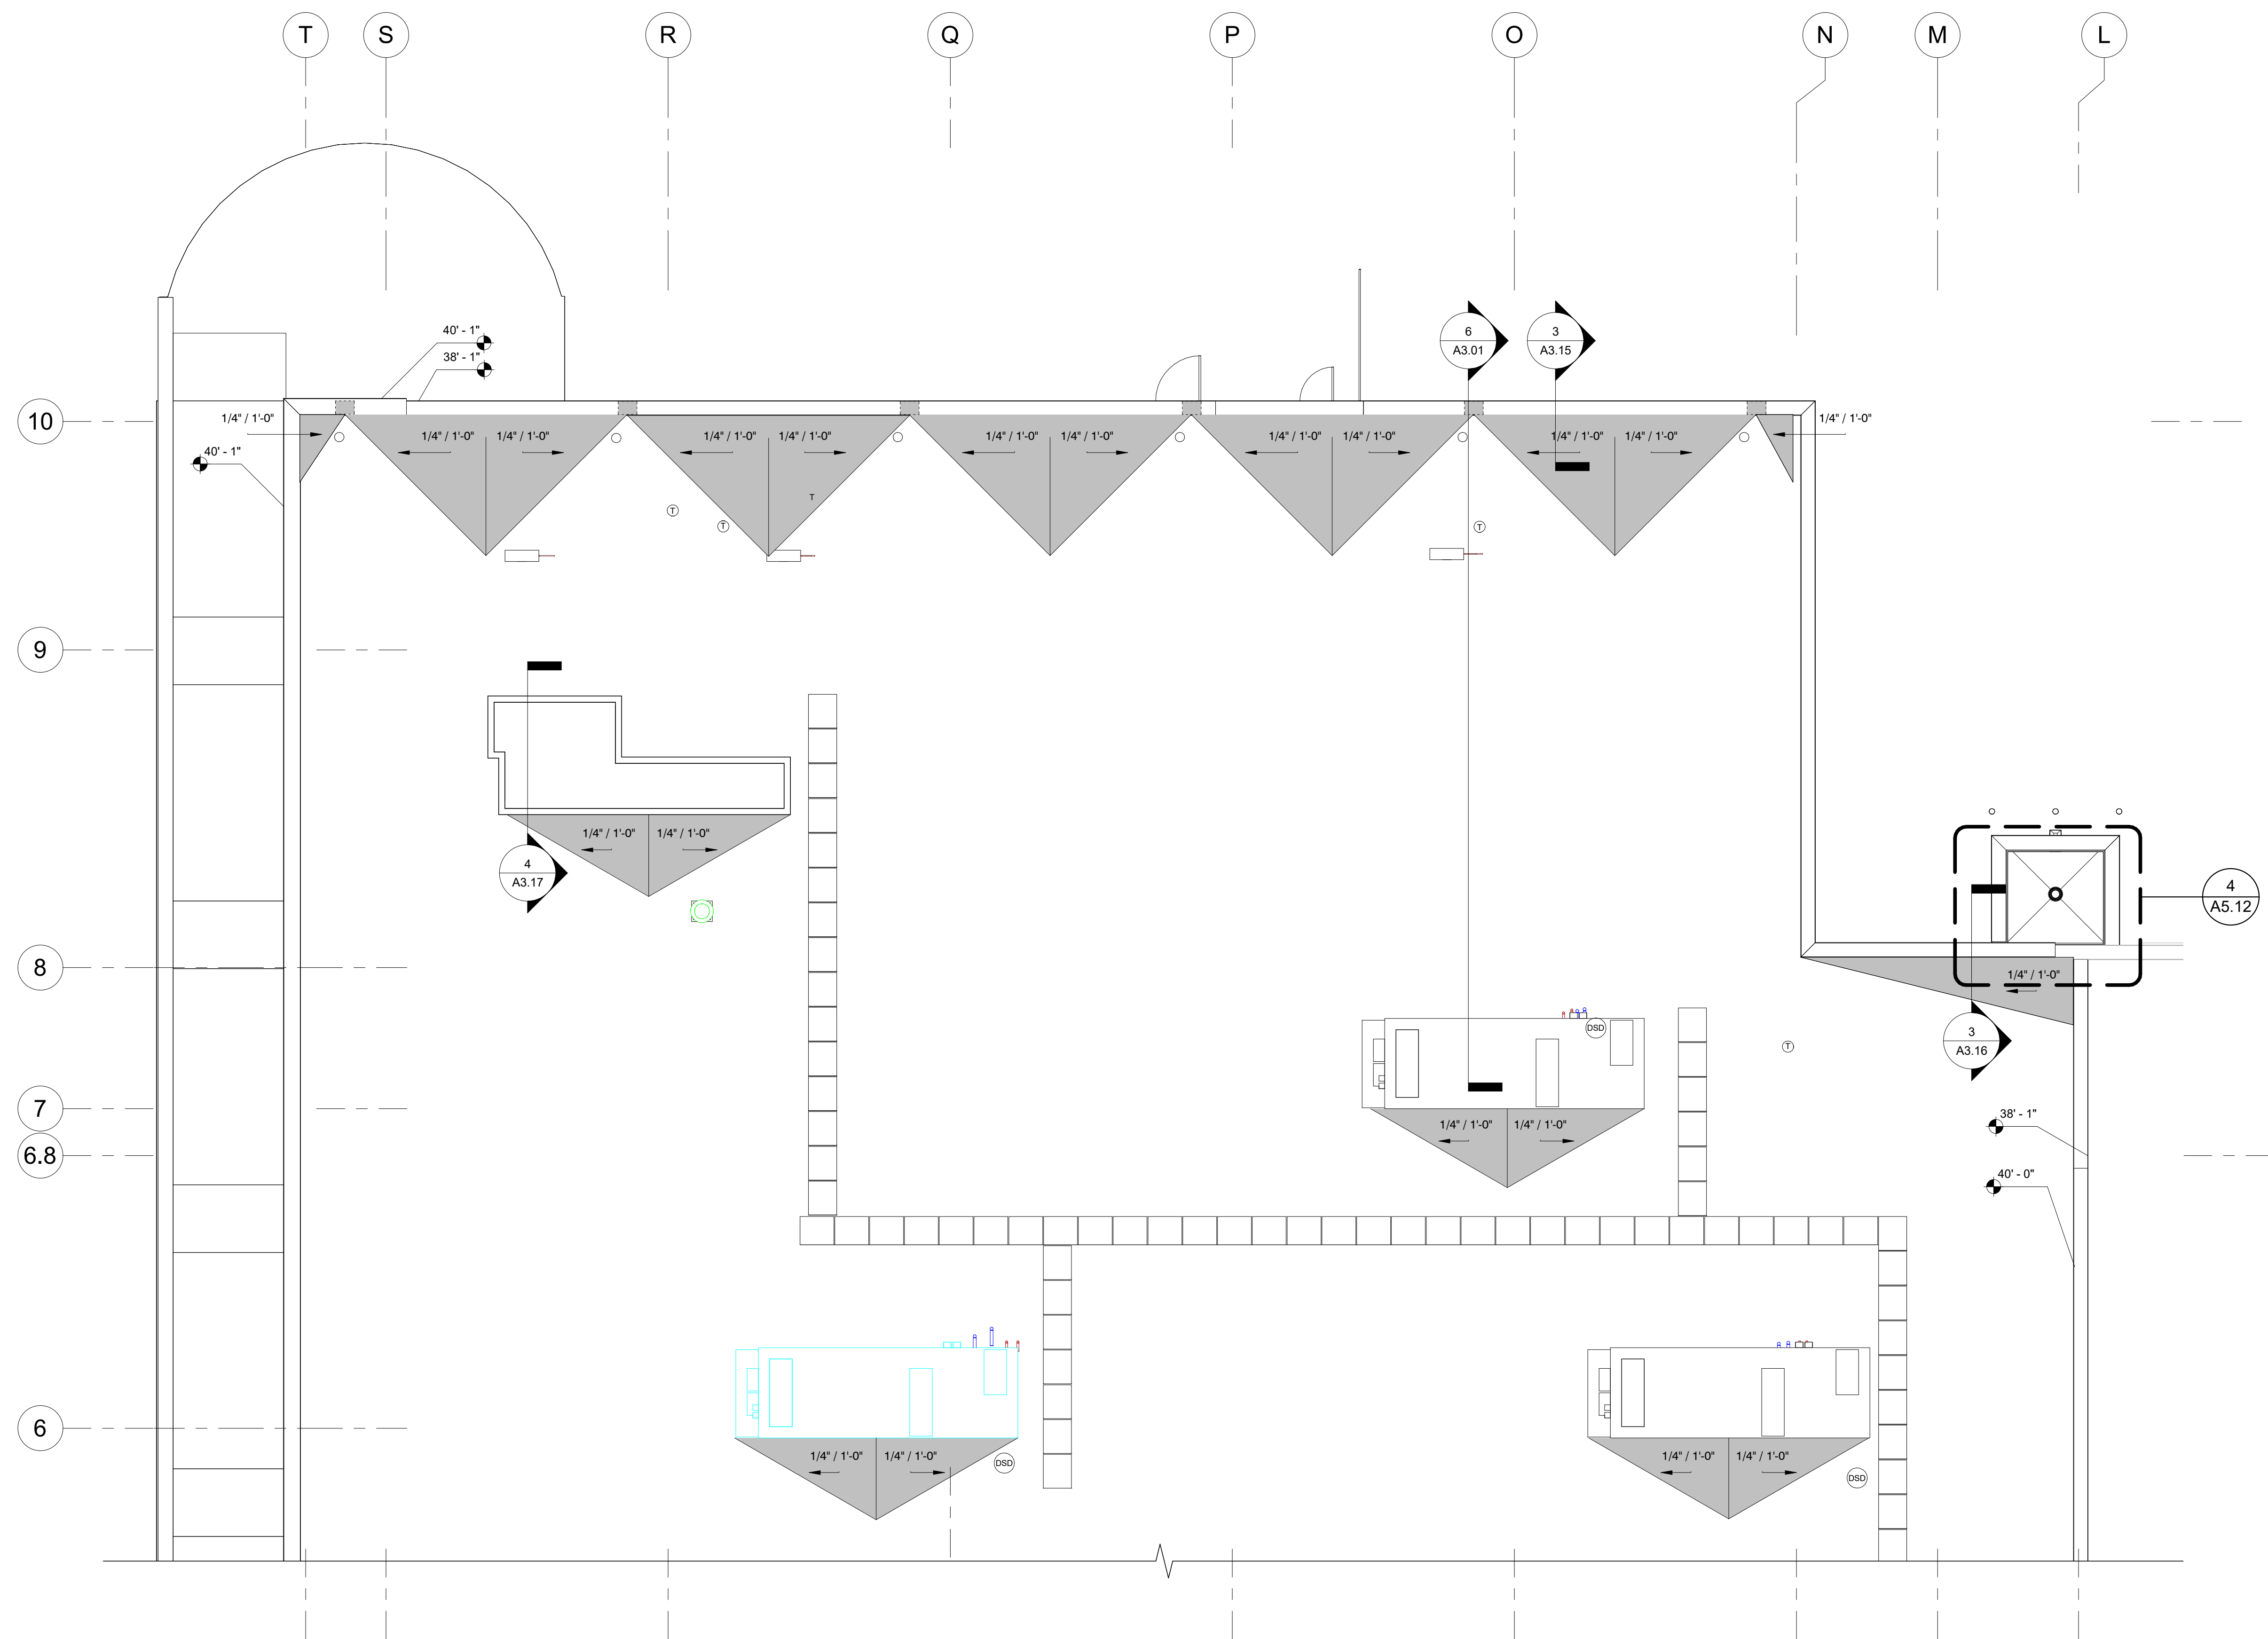 T S R Q P O N M L
40' - 1"
38' - 1"
6
A3.01
3
A3.15
10
1/4" / 1'-0"
1/4" / 1'-0"
1/4" / 1'-0" 1/4" / 1'-0"
1/4" / 1'-0" 1/4" / 1'-0"
1/4" / 1'-0" 1/4" / 1'-0"
1/4" / 1'-0" 1/4" / 1'-0"
1/4" / 1'-0" 1/4" / 1'-0"
40' - 1"
T
T
T
T
9
1/4" / 1'-0" 1/4" / 1'-0"
4
A3.17
4
A5.12
8
1/4" / 1'-0"
DSD
3
A3.16
T
7
38' - 1"
1/4" / 1'-0" 1/4" / 1'-0"
6.8
40' - 0"
6
1/4" / 1'-0" 1/4" / 1'-0"
DSD
1/4" / 1'-0" 1/4" / 1'-0"
DSD